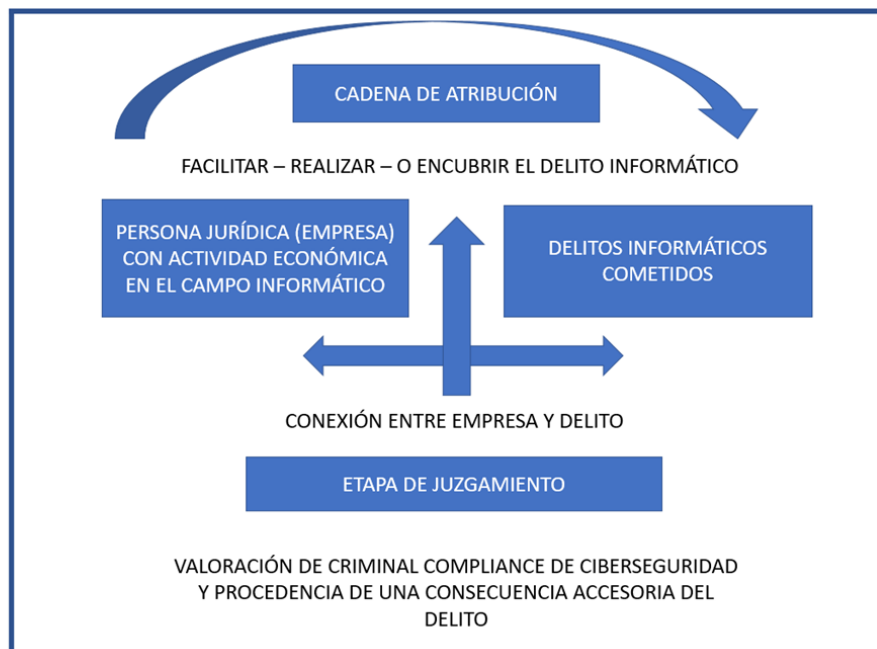 CADENA DE ATRIBUCIÓN
FACILITAR – REALIZAR – O ENCUBRIR EL DELITO INFORMÁTICO
PERSONA JURÍDICA (EMPRESA)
CON ACTIVIDAD ECONÓMICA
EN EL CAMPO INFORMÁTICO
DELITOS INFORMÁTICOS
COMETIDOS
CONEXIÓN ENTRE EMPRESA Y DELITO
ETAPA DE JUZGAMIENTO
VALORACIÓN DE CRIMINAL COMPLIANCE DE CIBERSEGURIDAD
Y PROCEDENCIA DE UNA CONSECUENCIA ACCESORIA DEL
DELITO